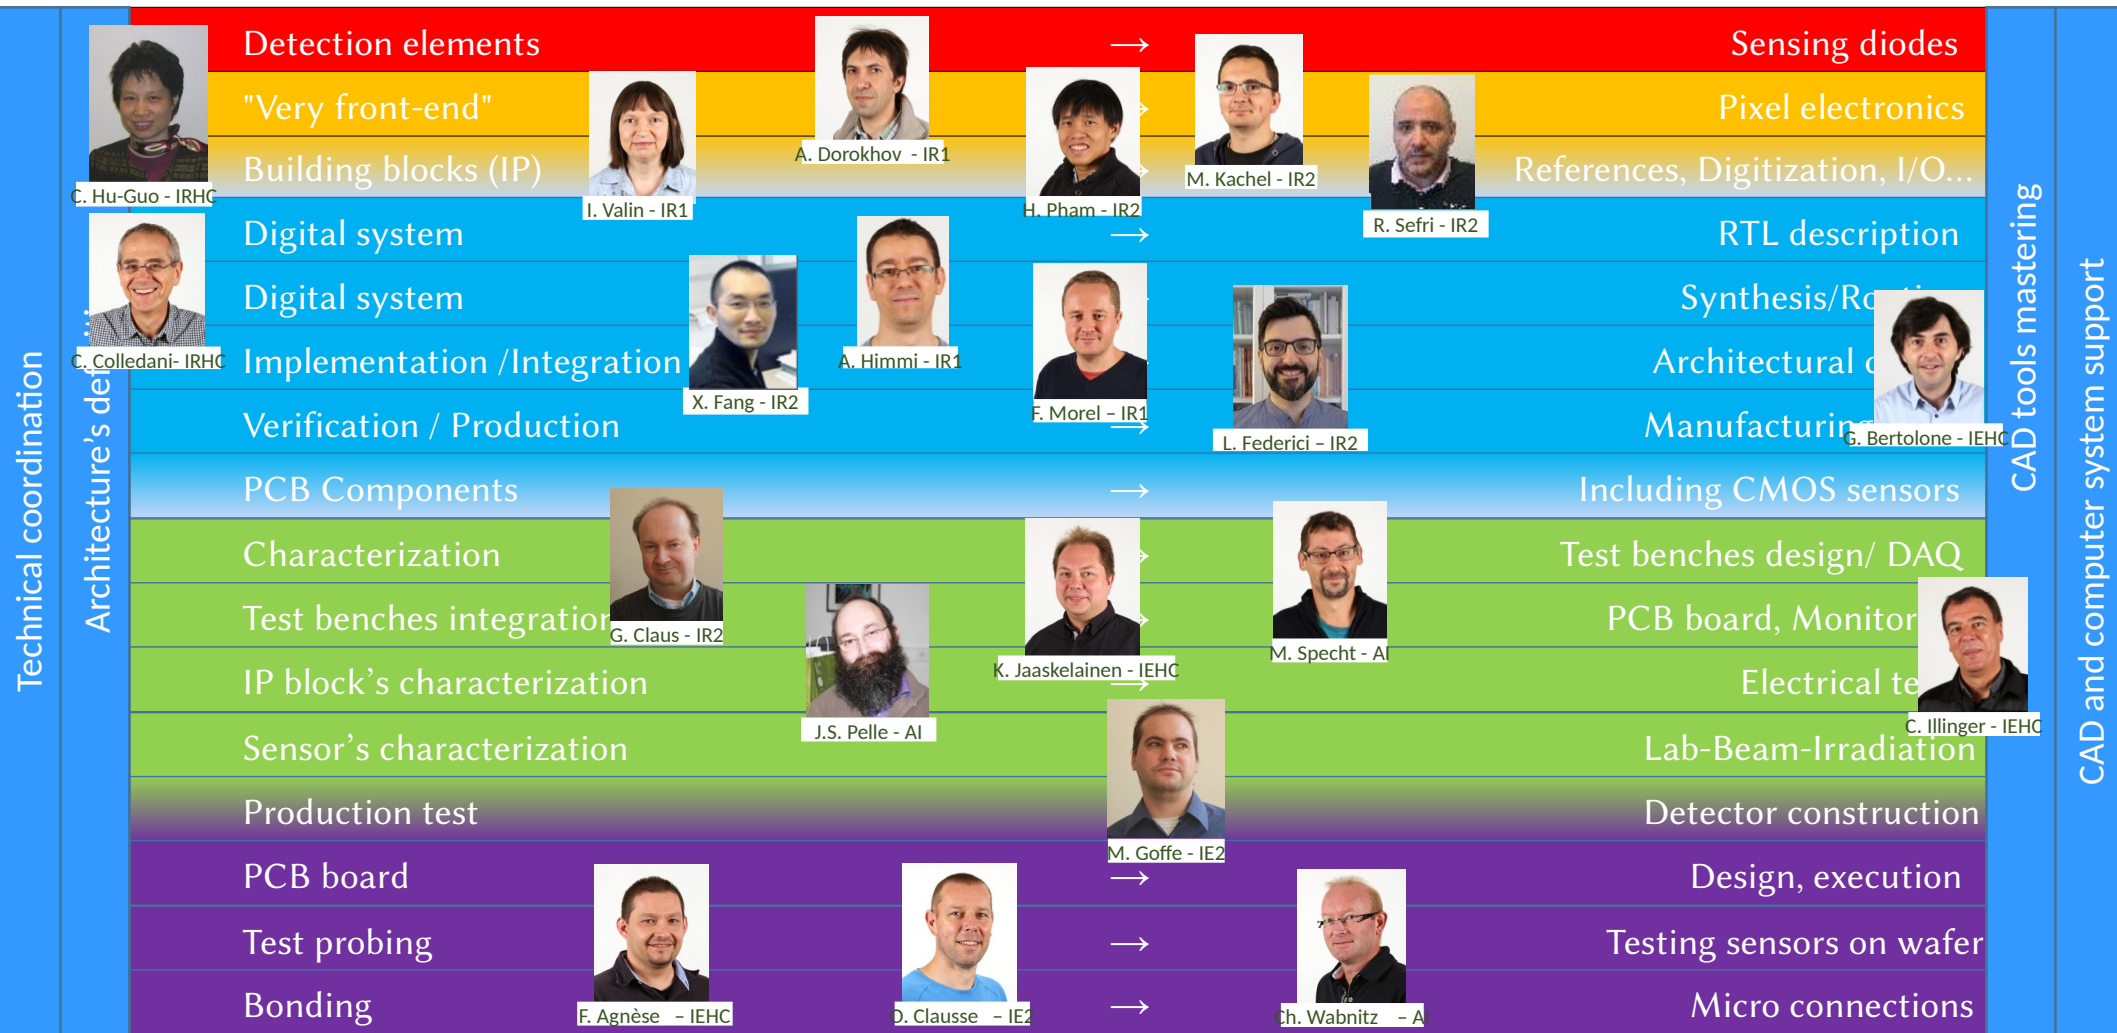 Technical coordination
Architecture's def
CAD tools mastering
CAD and computer system support
Detection elements → Sensing diodes
"Very front-end" Pixel electronics
Building blocks (IP) References, Digitization, I/O...
Digital system → RTL description
Digital system
Implementation /Integration Architectural
Verification / Production → Manufacturing
PCB Components → Including CMOS sensors
Characterization Test benches design/ DAQ
Test benches integration PCB board, Monitor
IP block's characterization → Electrical
Sensor's characterization Lab-Beam-Irradiation
Production test Detector construction
PCB board → Design, execution
Test probing → Testing sensors on wafer
Bonding → Micro connections
C. Hu-Guo - IRHC
C. Colledani- IRHC
I. Valin - IR1
A. Dorokhov - IR1
H. Pham - IR2
M. Kachel - IR2
R. Sefri - IR2
X. Fang - IR2
A. Himmi - IR1
F. Morel – IR1
L. Federici – IR2
G. Bertolone - IEHC
G. Claus - IR2
J.S. Pelle - AI
K. Jaaskelainen - IEHC
M. Specht - AI
C. Illinger - IEHC
M. Goffe - IE2
F. Agnèse – IEHC
O. Clausse – IE2
Ch. Wabnitz – AI